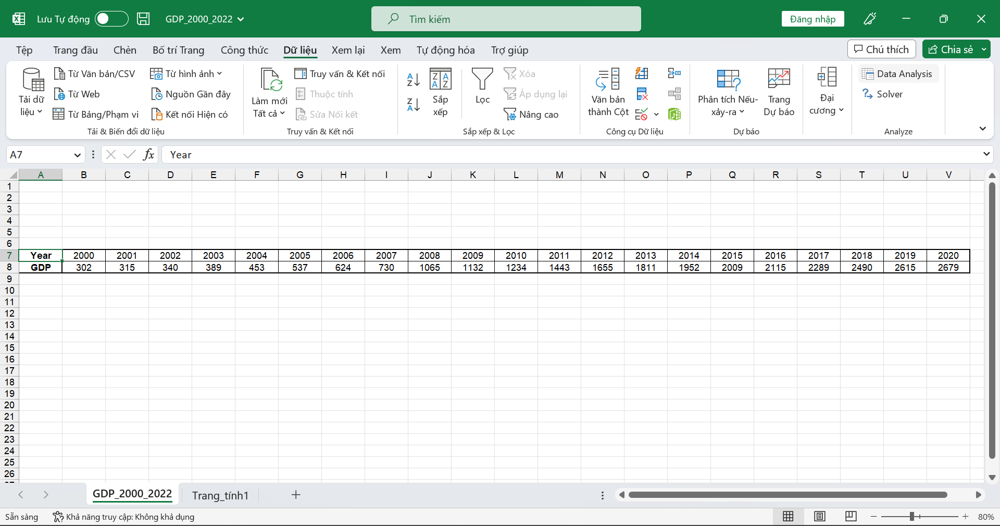 Lưu Tự động
GDP_2000_2022
Tìm kiếm
Đăng nhập
Tệp Trang đầu Chèn Bố trí Trang Công thức Dữ liệu Xem lại Xem Tự động hóa Trợ giúp
Chú thích
Chia sẻ
Tải dữ
liệu
Từ Văn bản/CSV
Từ Web
Từ Bảng/Phạm vi
Từ hình ảnh
Nguồn Gần đây
Kết nối Hiện có
Tải & Biến đổi dữ liệu
Làm mới
Tất cả
Truy vấn & Kết nối
Thuộc tính
Sửa Nối kết
Truy vấn & Kết nối
Sắp
xếp
Lọc
Xóa
Áp dụng lại
Nâng cao
Sắp xếp & Lọc
Văn bản
thành Cột
Công cụ Dữ liệu
Phân tích Nếu-
xảy-ra
Trang
Dự báo
Dự báo
Đại
cương
Data Analysis
Solver
Analyze
A7
fx
Year
A B C D E F G H I J K L M N O P Q R S T U V
1
2
3
4
5
6
7 Year 2000 2001 2002 2003 2004 2005 2006 2007 2008 2009 2010 2011 2012 2013 2014 2015 2016 2017 2018 2019 2020
8 GDP 302 315 340 389 453 537 624 730 1065 1132 1234 1443 1655 1811 1952 2009 2115 2289 2490 2615 2679
9
10
11
12
13
14
15
16
17
18
19
20
21
22
23
24
25
26
GDP_2000_2022 Trang_tính1
Sẵn sàng
Khả năng truy cập: Không khả dụng
80%